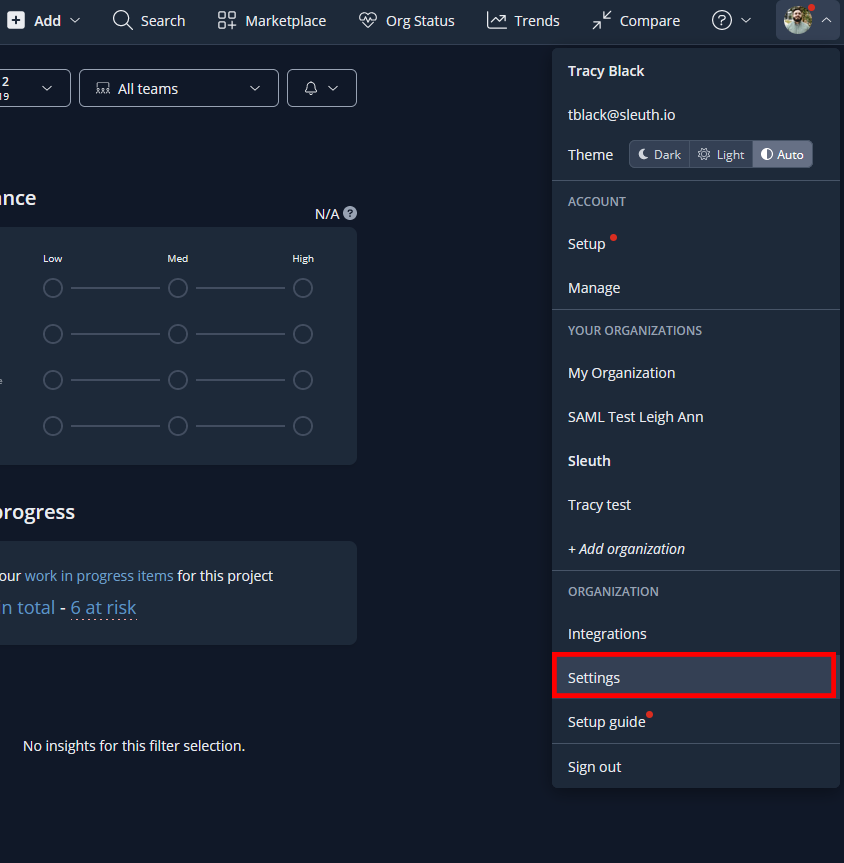 Add Search Marketplace Org Status Trends Compare
2
19
All teams
Tracy Black
tblack@sleuth.io
Theme Dark Light Auto
ACCOUNT
Setup
Manage
YOUR ORGANIZATIONS
My Organization
SAML Test Leigh Ann
Sleuth
Tracy test
+ Add organization
ORGANIZATION
Integrations
Settings
Setup guide
Sign out
ance
N/A
Low Med High
e
progress
our work in progress items for this project
in total - 6 at risk
No insights for this filter selection.